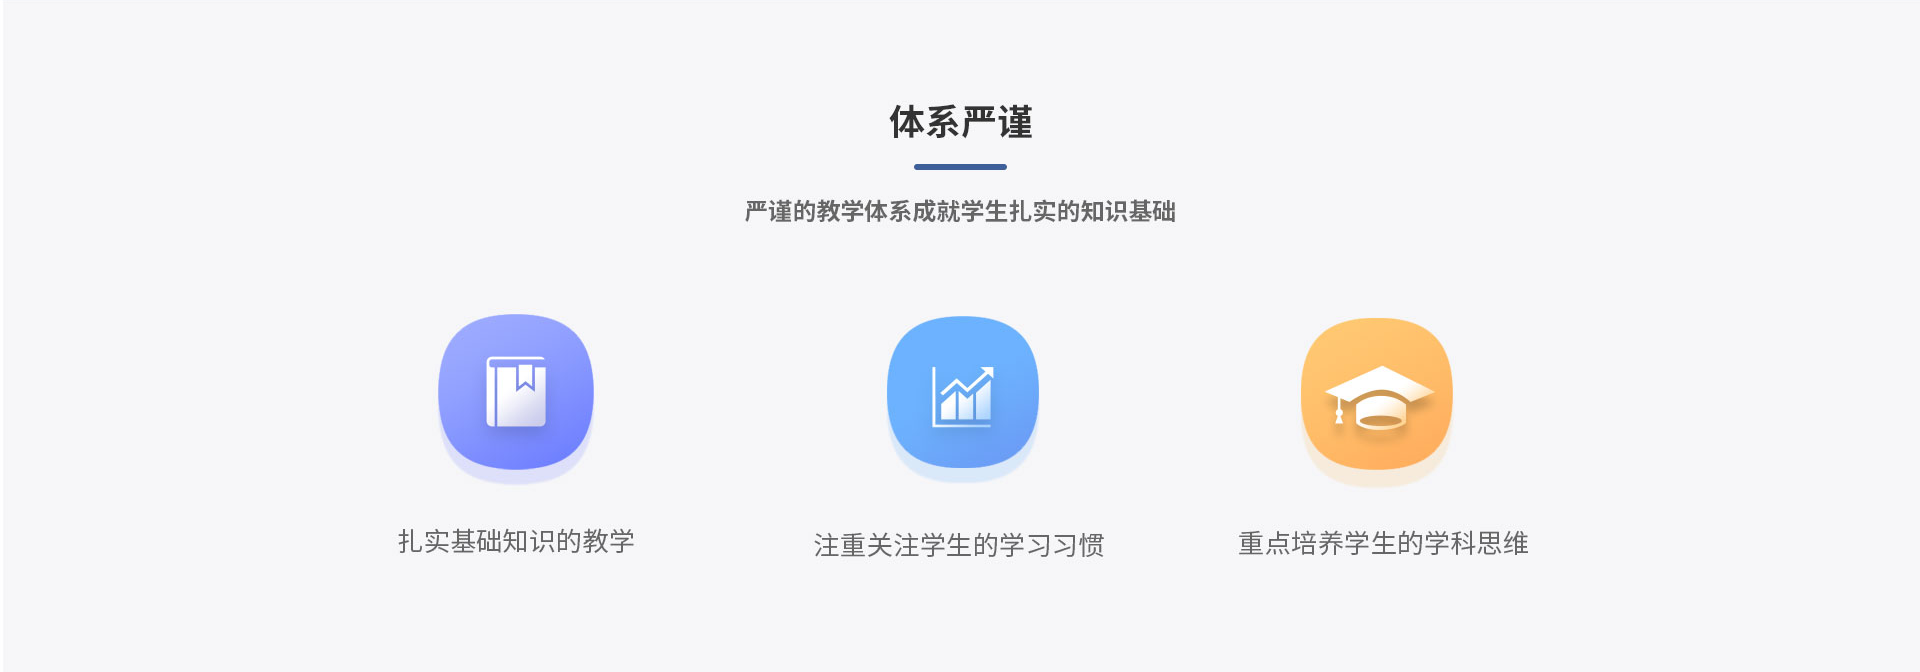 体系严谨
严谨的教学体系成就学生扎实的知识基础
扎实基础知识的教学
注重关注学生的学习习惯
重点培养学生的学科思维